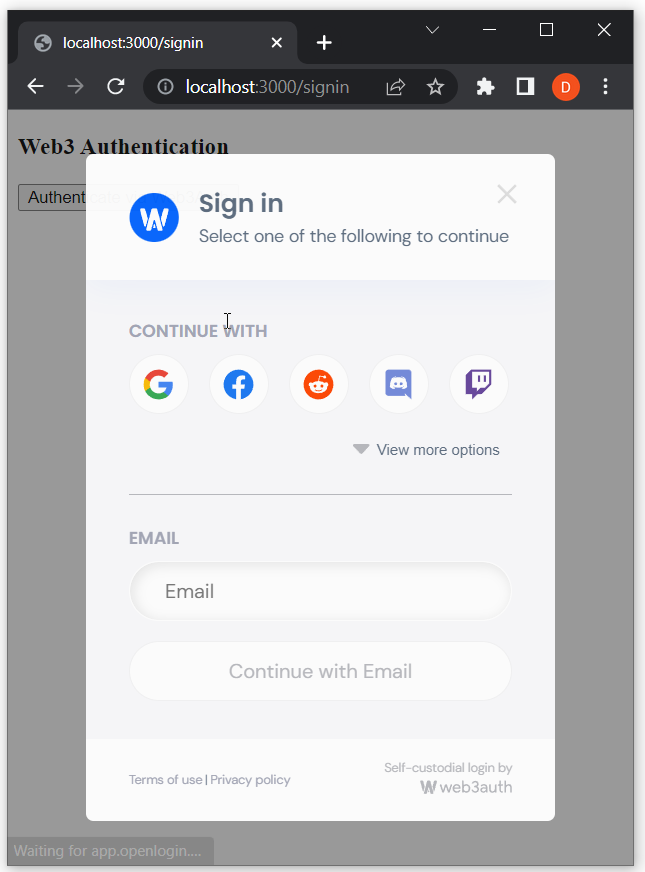 localhost:3000/signin
localhost:3000/signin
D
Web3 Authentication
Authent
Sign in
Select one of the following to continue
CONTINUE WITH
View more options
EMAIL
Email
Continue with Email
Terms of use | Privacy policy
Self-custodial login by
web3auth
Waiting for app.openlogin....